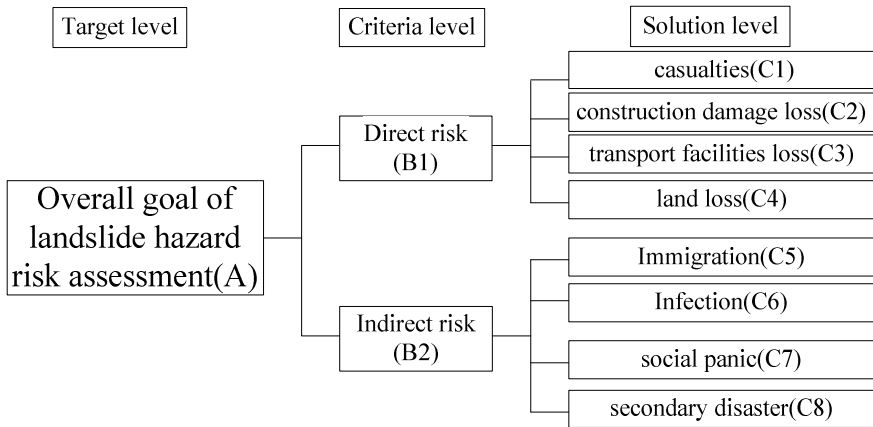 Target level
Criteria level
Solution level
casualties(C1)
construction damage loss(C2)
transport facilities loss(C3)
land loss(C4)
Direct risk
(B1)
Overall goal of
landslide hazard
risk assessment(A)
Immigration(C5)
Infection(C6)
social panic(C7)
secondary disaster(C8)
Indirect risk
(B2)